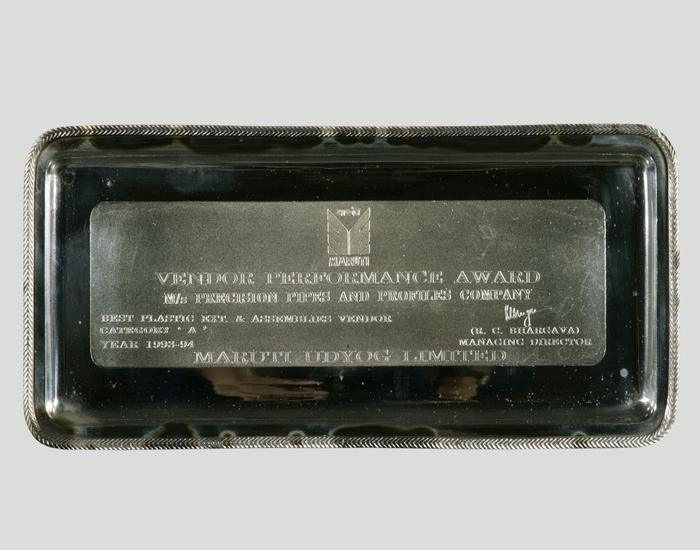 मारुति
MARUTI
VENDOR PERFORMANCE AWARD
M/s PRECISION PIPES AND PROFILES COMPANY
BEST PLASTIC EXT. & ASSEMBLIES VENDOR
CATEGORY "A"
(R. C. BHARGAVA)
YEAR 1993-94
MANAGING DIRECTOR
MARUTI UDYOG LIMITED